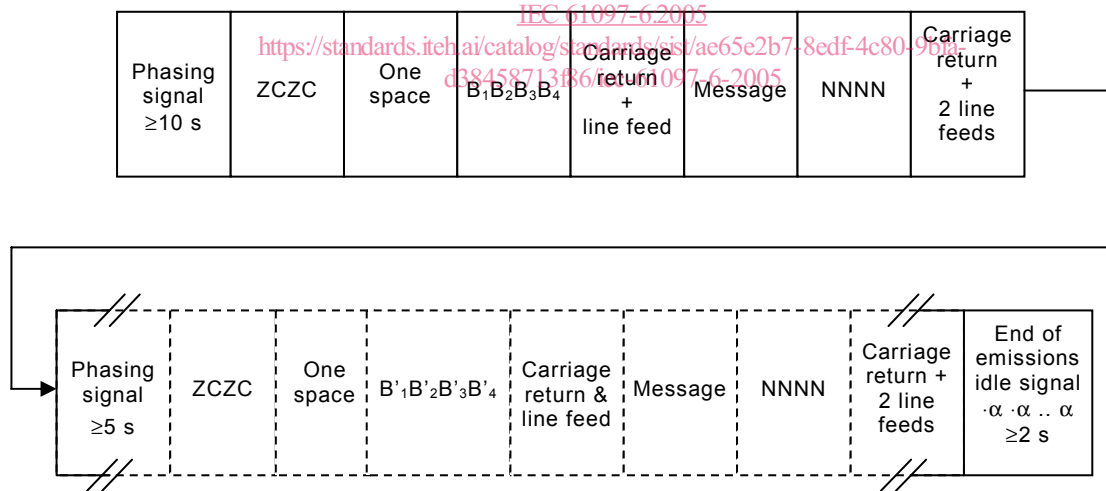 IEC 61097-6:2005
https://standards.iteh.ai/catalog/standards/sist/ae65e2b7-8edf-4c80-9bfa-
d38458713f86/iec-61097-6-2005
Phasing
signal
≥10 s
ZCZC
One
space
B₁B₂B₃B₄
Carriage
return
+
line feed
Message
NNNN
Carriage
return
+
2 line
feeds
Phasing
signal
≥5 s
ZCZC
One
space
B'₁B'₂B'₃B'₄
Carriage
return &
line feed
Message
NNNN
Carriage
return +
2 line
feeds
End of
emissions
idle signal
·α ·α .. α
≥2 s